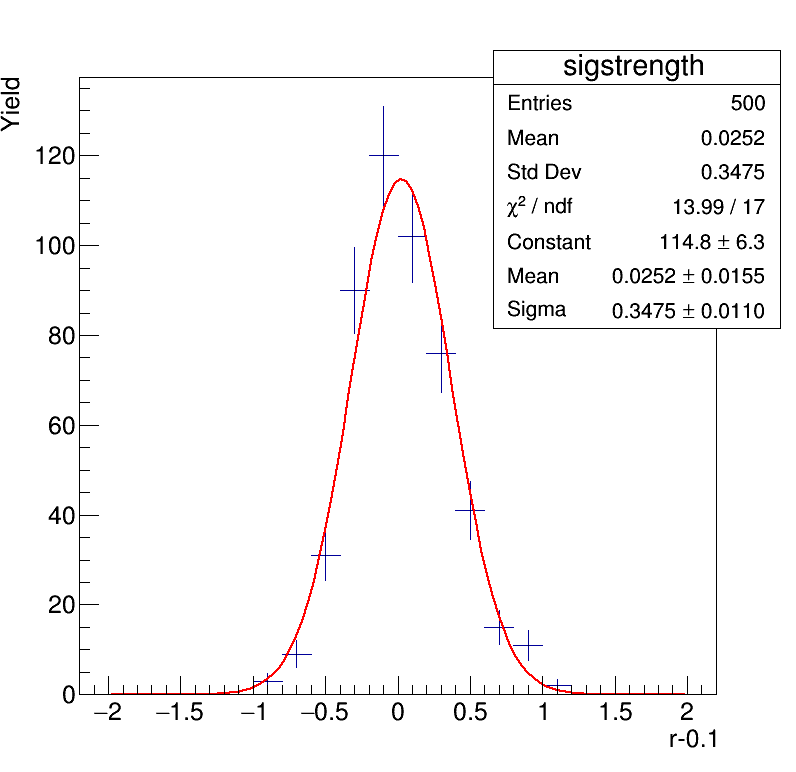 sigstrength
Entries 500
Mean 0.0252
Std Dev 0.3475
χ² / ndf 13.99 / 17
Constant 114.8 ± 6.3
Mean 0.0252 ± 0.0155
Sigma 0.3475 ± 0.0110
Yield
120
100
80
60
40
20
0
−2 −1.5 −1 −0.5 0 0.5 1 1.5 2
r-0.1